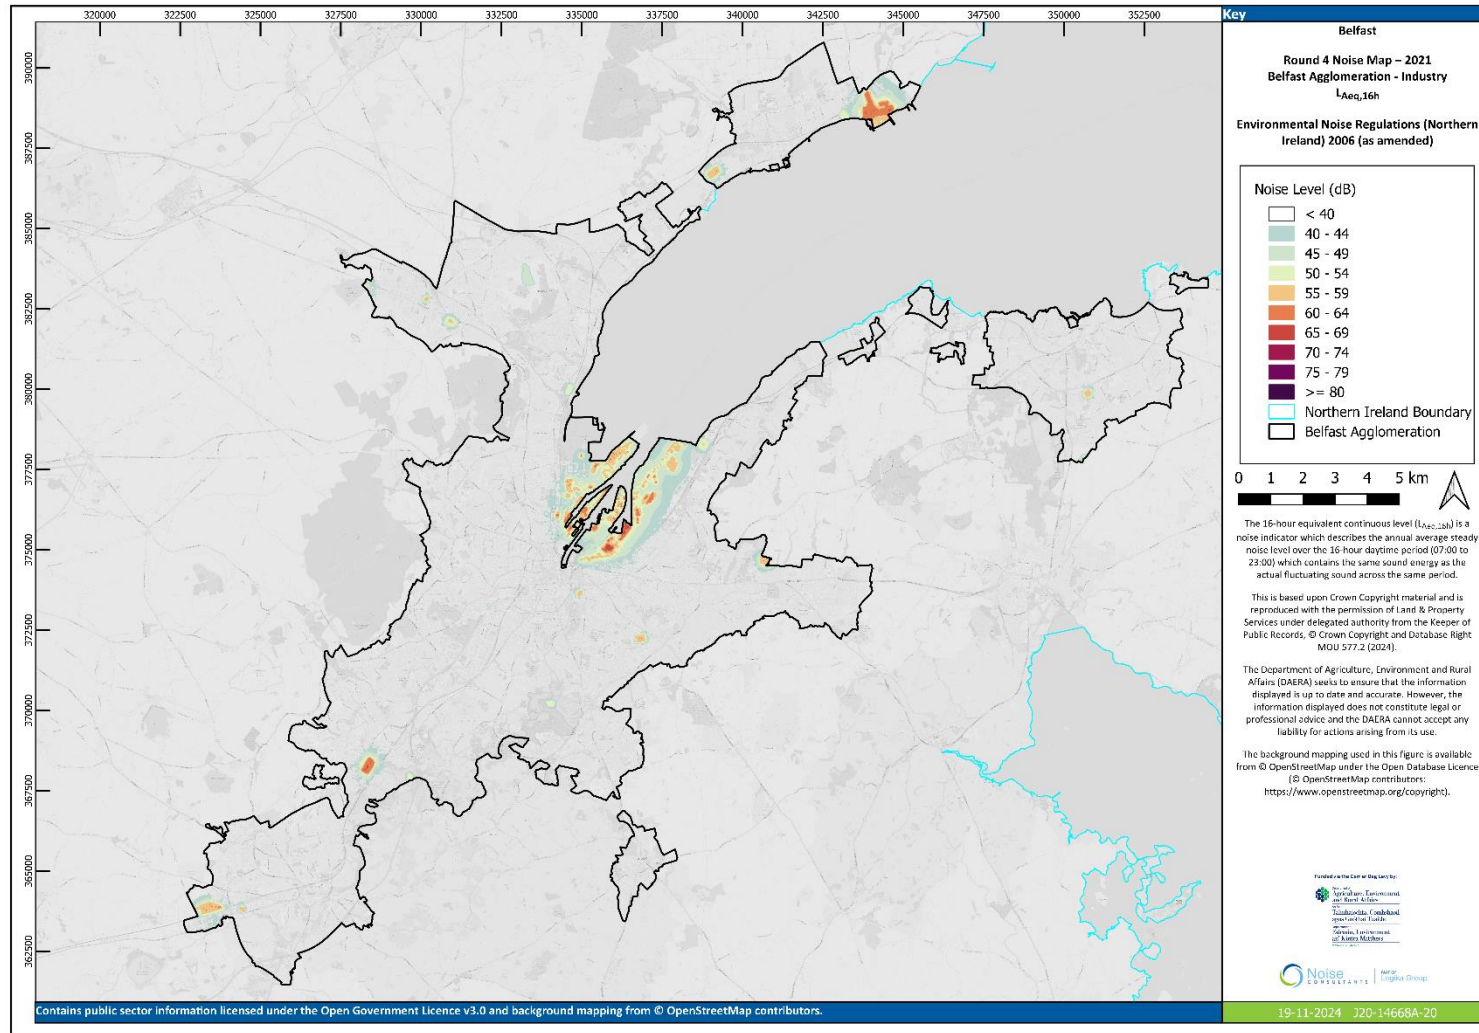 320000 322500 325000 327500 330000 332500 335000 337500 340000 342500 345000 347500 350000 352500
390000
387500
385000
382500
380000
377500
375000
372500
370000
367500
365000
362500
Key
Belfast
Round 4 Noise Map – 2021
Belfast Agglomeration - Industry
LAeq,16h
Environmental Noise Regulations (Northern
Ireland) 2006 (as amended)
Noise Level (dB)
< 40
40 - 44
45 - 49
50 - 54
55 - 59
60 - 64
65 - 69
70 - 74
75 - 79
>= 80
Northern Ireland Boundary
Belfast Agglomeration
0 1 2 3 4 5 km
The 16-hour equivalent continuous level (LAeq,16h) is a
noise indicator which describes the annual average steady
noise level over the 16-hour daytime period (07:00 to
23:00) which contains the same sound energy as the
actual fluctuating sound across the same period.
This is based upon Crown Copyright material and is
reproduced with the permission of Land & Property
Services under delegated authority from the Keeper of
Public Records, © Crown Copyright and Database Right
MOU 577.2 (2024).
The Department of Agriculture, Environment and Rural
Affairs (DAERA) seeks to ensure that the information
displayed is up to date and accurate. However, the
information displayed does not constitute legal or
professional advice and the DAERA cannot accept any
liability for actions arising from its use.
The background mapping used in this figure is available
from © OpenStreetMap under the Open Database Licence
(© OpenStreetMap contributors:
https://www.openstreetmap.org/copyright).
Agriculture, Environment
and Rural Affairs
Noise
CONSULTANTS
PART OF
Logika Group
Contains public sector information licensed under the Open Government Licence v3.0 and background mapping from © OpenStreetMap contributors.
19-11-2024 J20-14668A-20